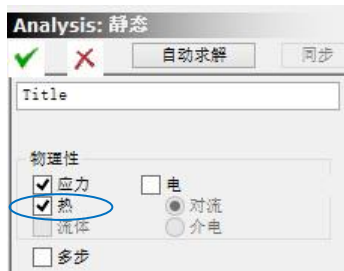 Analysis: 静态
自动求解 同步
Title
物理性
应力 电
热 对流
流体 介电
多步